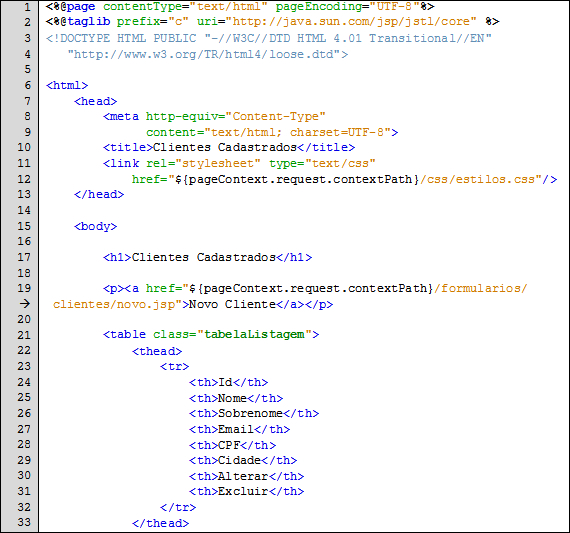 1 <%@page contentType="text/html" pageEncoding="UTF-8"%>
2 <%@taglib prefix="c" uri="http://java.sun.com/jsp/jstl/core" %>
3 <!DOCTYPE HTML PUBLIC "-//W3C//DTD HTML 4.01 Transitional//EN"
4 "http://www.w3.org/TR/html4/loose.dtd">
5
6 <html>
7 <head>
8 <meta http-equiv="Content-Type"
9 content="text/html; charset=UTF-8">
10 <title>Clientes Cadastrados</title>
11 <link rel="stylesheet" type="text/css"
12 href="${pageContext.request.contextPath}/css/estilos.css"/>
13 </head>
14
15 <body>
16
17 <h1>Clientes Cadastrados</h1>
18
19 <p><a href="${pageContext.request.contextPath}/formularios/
→ clientes/novo.jsp">Novo Cliente</a></p>
20
21 <table class="tabelaListagem">
22 <thead>
23 <tr>
24 <th>Id</th>
25 <th>Nome</th>
26 <th>Sobrenome</th>
27 <th>Email</th>
28 <th>CPF</th>
29 <th>Cidade</th>
30 <th>Alterar</th>
31 <th>Excluir</th>
32 </tr>
33 </thead>